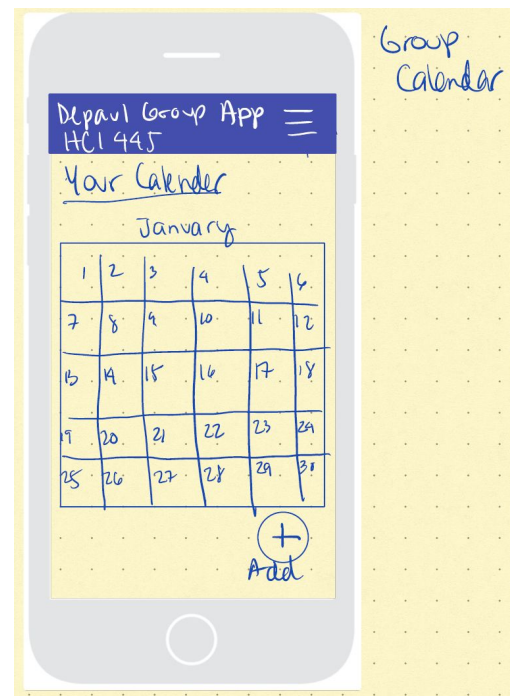 Group
Calendar
Depaul Group App
HCI 445
Your Calender
January
1 2 3 4 5 6
7 8 9 10 11 12
13 14 15 16 17 18
19 20 21 22 23 24
25 26 27 28 29 30
+
Add